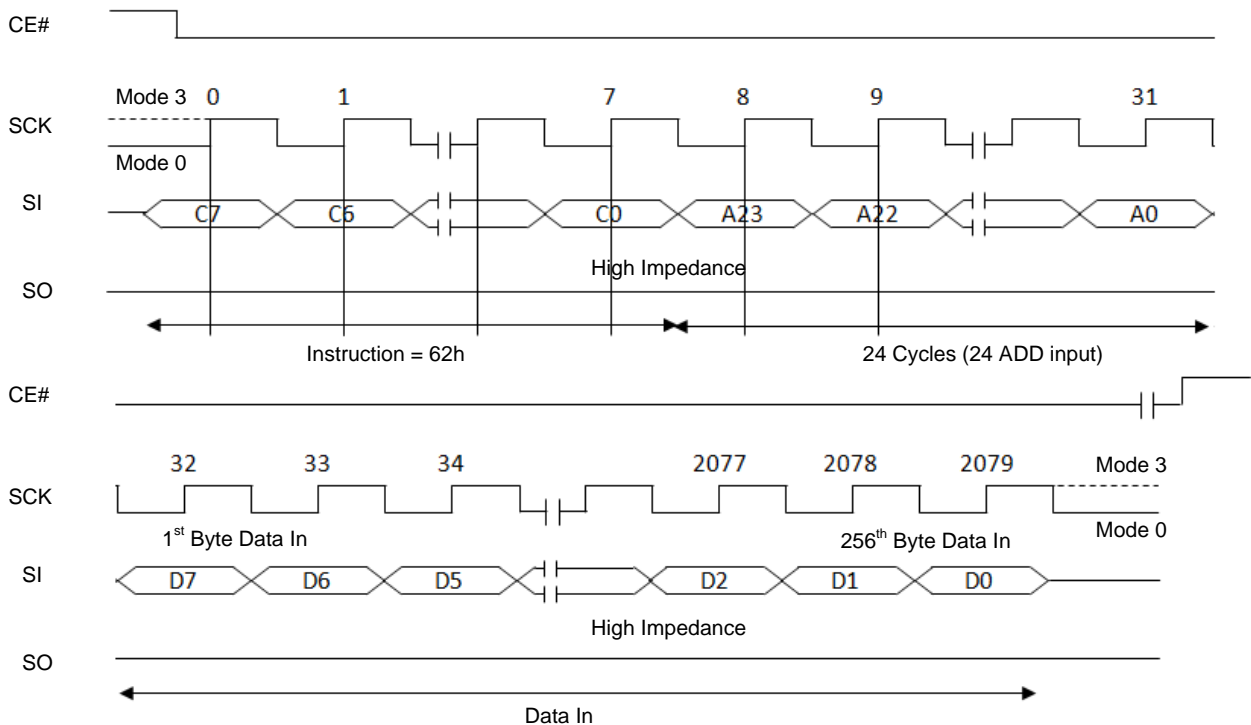 CE#
Mode 3 0 1 7 8 9 31
SCK
Mode 0
SI C7 C6 C0 A23 A22 A0
High Impedance
SO
Instruction = 62h 24 Cycles (24 ADD input)
CE#
32 33 34 2077 2078 2079 Mode 3
SCK
1st Byte Data In 256th Byte Data In Mode 0
SI D7 D6 D5 D2 D1 D0
High Impedance
SO
Data In